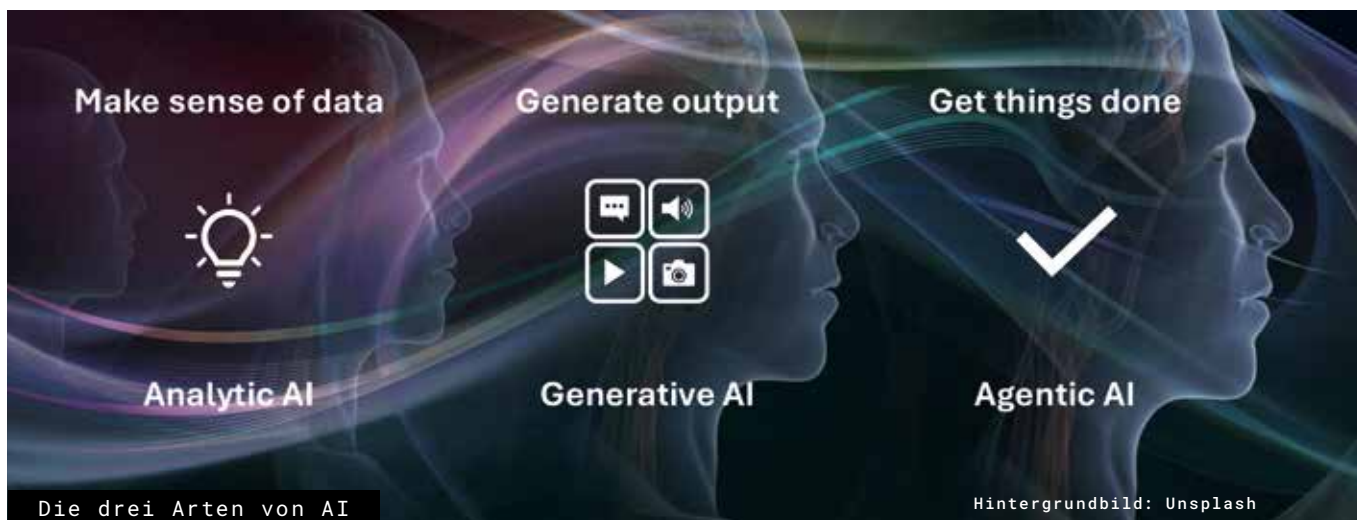 Make sense of data
Generate output
Get things done
Analytic AI
Generative AI
Agentic AI
Die drei Arten von AI
Hintergrundbild: Unsplash